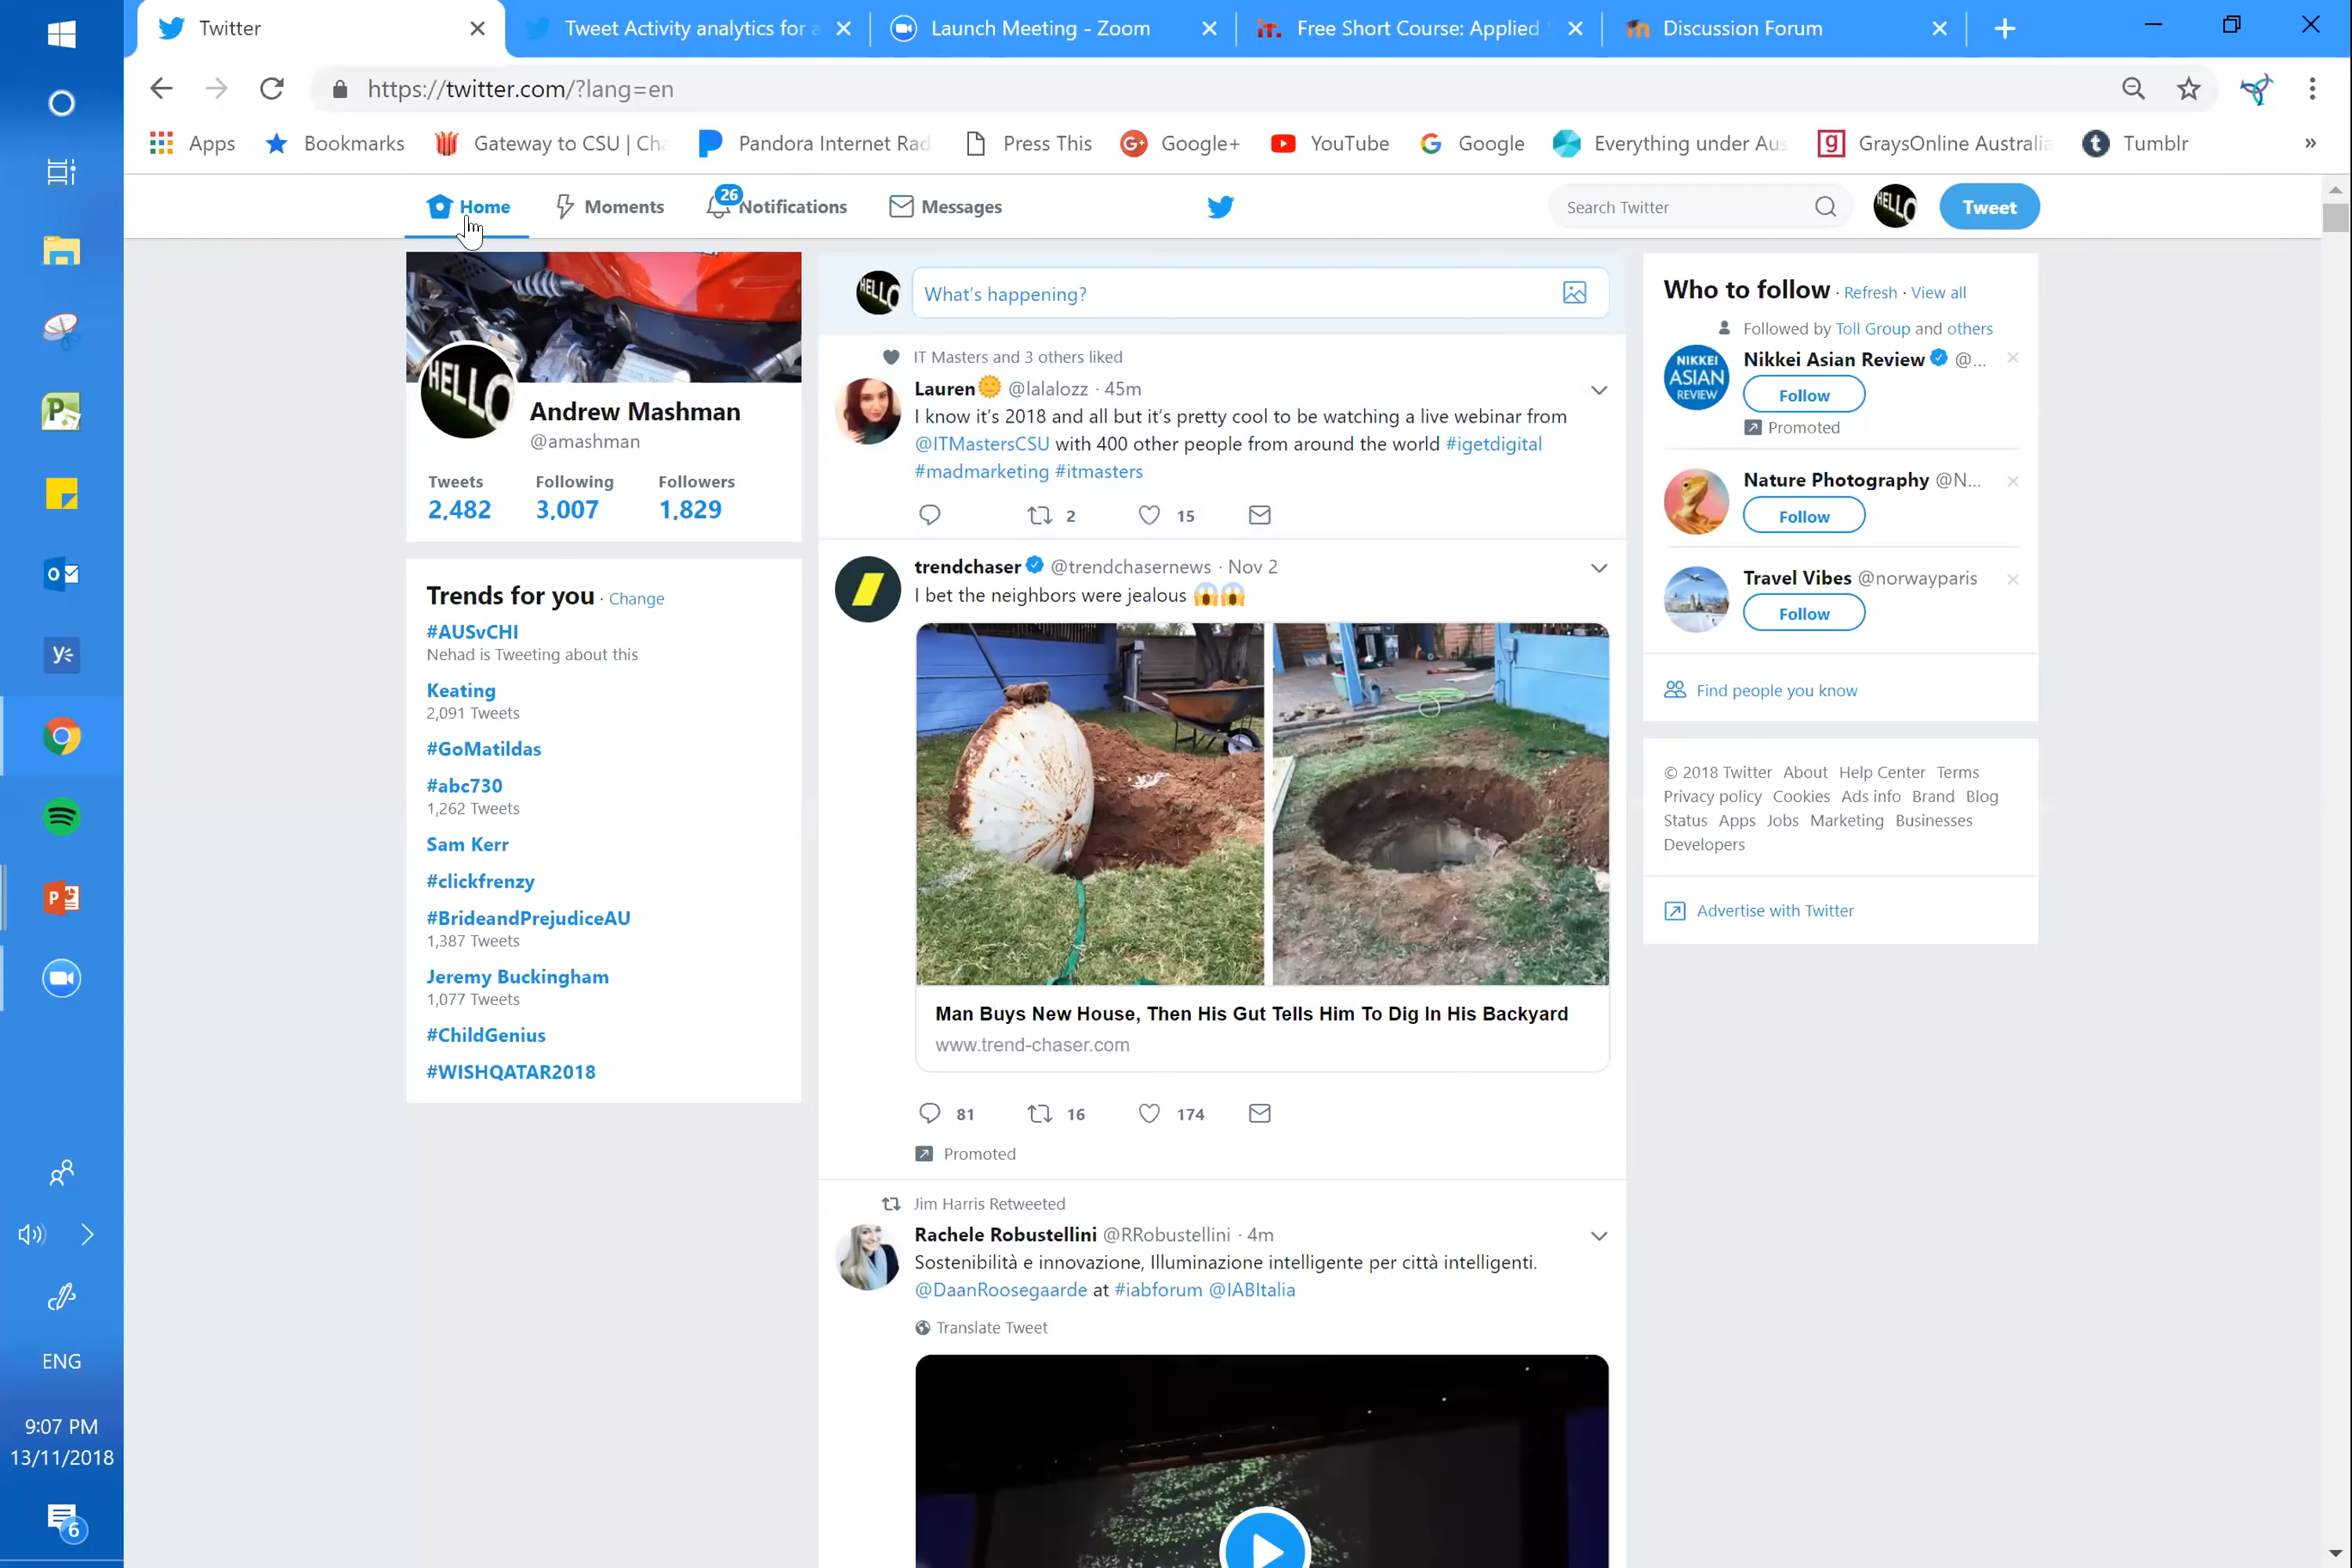 Twitter
Tweet Activity analytics for a
Launch Meeting - Zoom
Free Short Course: Applied
Discussion Forum
https://twitter.com/?lang=en
Apps
Bookmarks
Gateway to CSU | Cha
Pandora Internet Rad
Press This
Google+
YouTube
Google
Everything under Aus
GraysOnline Australia
Tumblr
Home
Moments
26
Notifications
Messages
Search Twitter
HELLO
Tweet
HELLO
Andrew Mashman
@amashman
Tweets Following Followers
2,482 3,007 1,829
Trends for you · Change
#AUSvCHI
Nehad is Tweeting about this
Keating
2,091 Tweets
#GoMatildas
#abc730
1,262 Tweets
Sam Kerr
#clickfrenzy
#BrideandPrejudiceAU
1,387 Tweets
Jeremy Buckingham
1,077 Tweets
#ChildGenius
#WISHQATAR2018
HELLO
What's happening?
IT Masters and 3 others liked
Lauren🌞 @lalalozz · 45m
I know it's 2018 and all but it's pretty cool to be watching a live webinar from
@ITMastersCSU with 400 other people from around the world #igetdigital
#madmarketing #itmasters
2 15
trendchaser @trendchasernews · Nov 2
I bet the neighbors were jealous 😱😱
Man Buys New House, Then His Gut Tells Him To Dig In His Backyard
www.trend-chaser.com
81 16 174
Promoted
Jim Harris Retweeted
Rachele Robustellini @RRobustellini · 4m
Sostenibilità e innovazione, Illuminazione intelligente per città intelligenti.
@DaanRoosegaarde at #iabforum @IABItalia
Translate Tweet
Who to follow · Refresh · View all
Followed by Toll Group and others
NIKKEI
ASIAN
REVIEW
Nikkei Asian Review @...
Follow
Promoted
Nature Photography @N...
Follow
Travel Vibes @norwayparis
Follow
Find people you know
© 2018 Twitter About Help Center Terms
Privacy policy Cookies Ads info Brand Blog
Status Apps Jobs Marketing Businesses
Developers
Advertise with Twitter
ENG
9:07 PM
13/11/2018
6